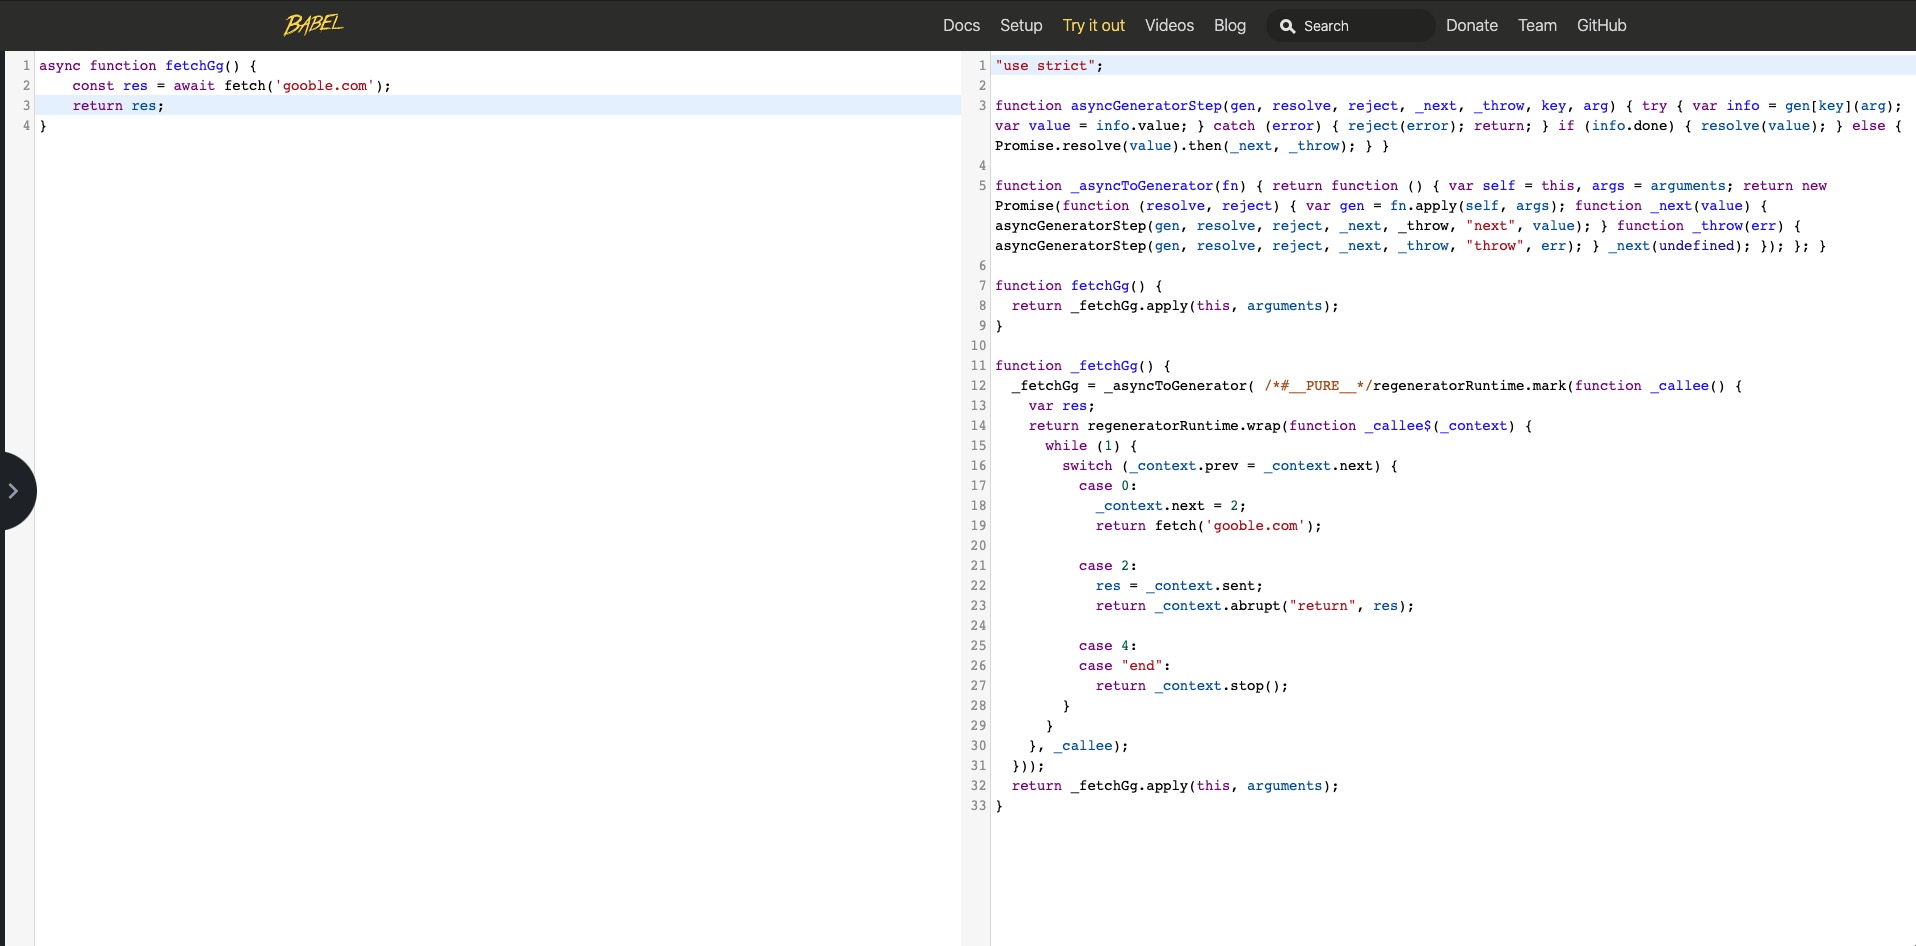 BABEL
Docs Setup Try it out Videos Blog Search Donate Team GitHub
1 async function fetchGg() {
2     const res = await fetch('gooble.com');
3     return res;
4 }
1 "use strict";
2
3 function asyncGeneratorStep(gen, resolve, reject, _next, _throw, key, arg) { try { var info = gen[key](arg);
var value = info.value; } catch (error) { reject(error); return; } if (info.done) { resolve(value); } else {
Promise.resolve(value).then(_next, _throw); } }
4
5 function _asyncToGenerator(fn) { return function () { var self = this, args = arguments; return new
Promise(function (resolve, reject) { var gen = fn.apply(self, args); function _next(value) {
asyncGeneratorStep(gen, resolve, reject, _next, _throw, "next", value); } function _throw(err) {
asyncGeneratorStep(gen, resolve, reject, _next, _throw, "throw", err); } _next(undefined); }); }; }
6
7 function fetchGg() {
8   return _fetchGg.apply(this, arguments);
9 }
10
11 function _fetchGg() {
12   _fetchGg = _asyncToGenerator( /*#__PURE__*/regeneratorRuntime.mark(function _callee() {
13     var res;
14     return regeneratorRuntime.wrap(function _callee$(_context) {
15       while (1) {
16         switch (_context.prev = _context.next) {
17           case 0:
18             _context.next = 2;
19             return fetch('gooble.com');
20
21           case 2:
22             res = _context.sent;
23             return _context.abrupt("return", res);
24
25           case 4:
26           case "end":
27             return _context.stop();
28         }
29       }
30     }, _callee);
31   }));
32   return _fetchGg.apply(this, arguments);
33 }